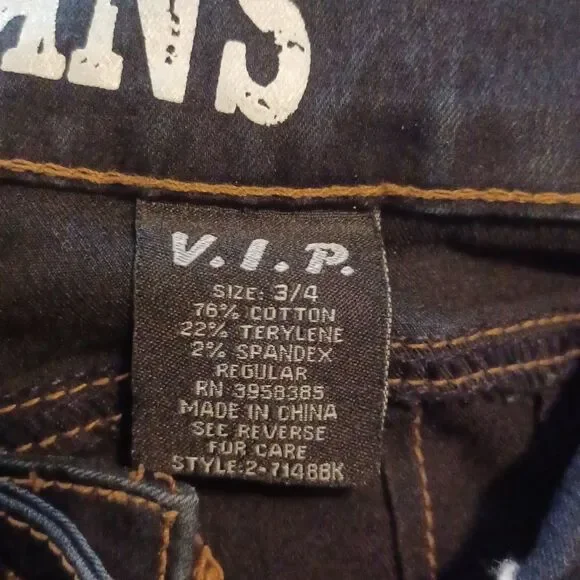 ANS
V.I.P.
SIZE: 3/4
76% COTTON
22% TERYLENE
2% SPANDEX
REGULAR
RN 3958385
MADE IN CHINA
SEE REVERSE
FOR CARE
STYLE:2-7148BK